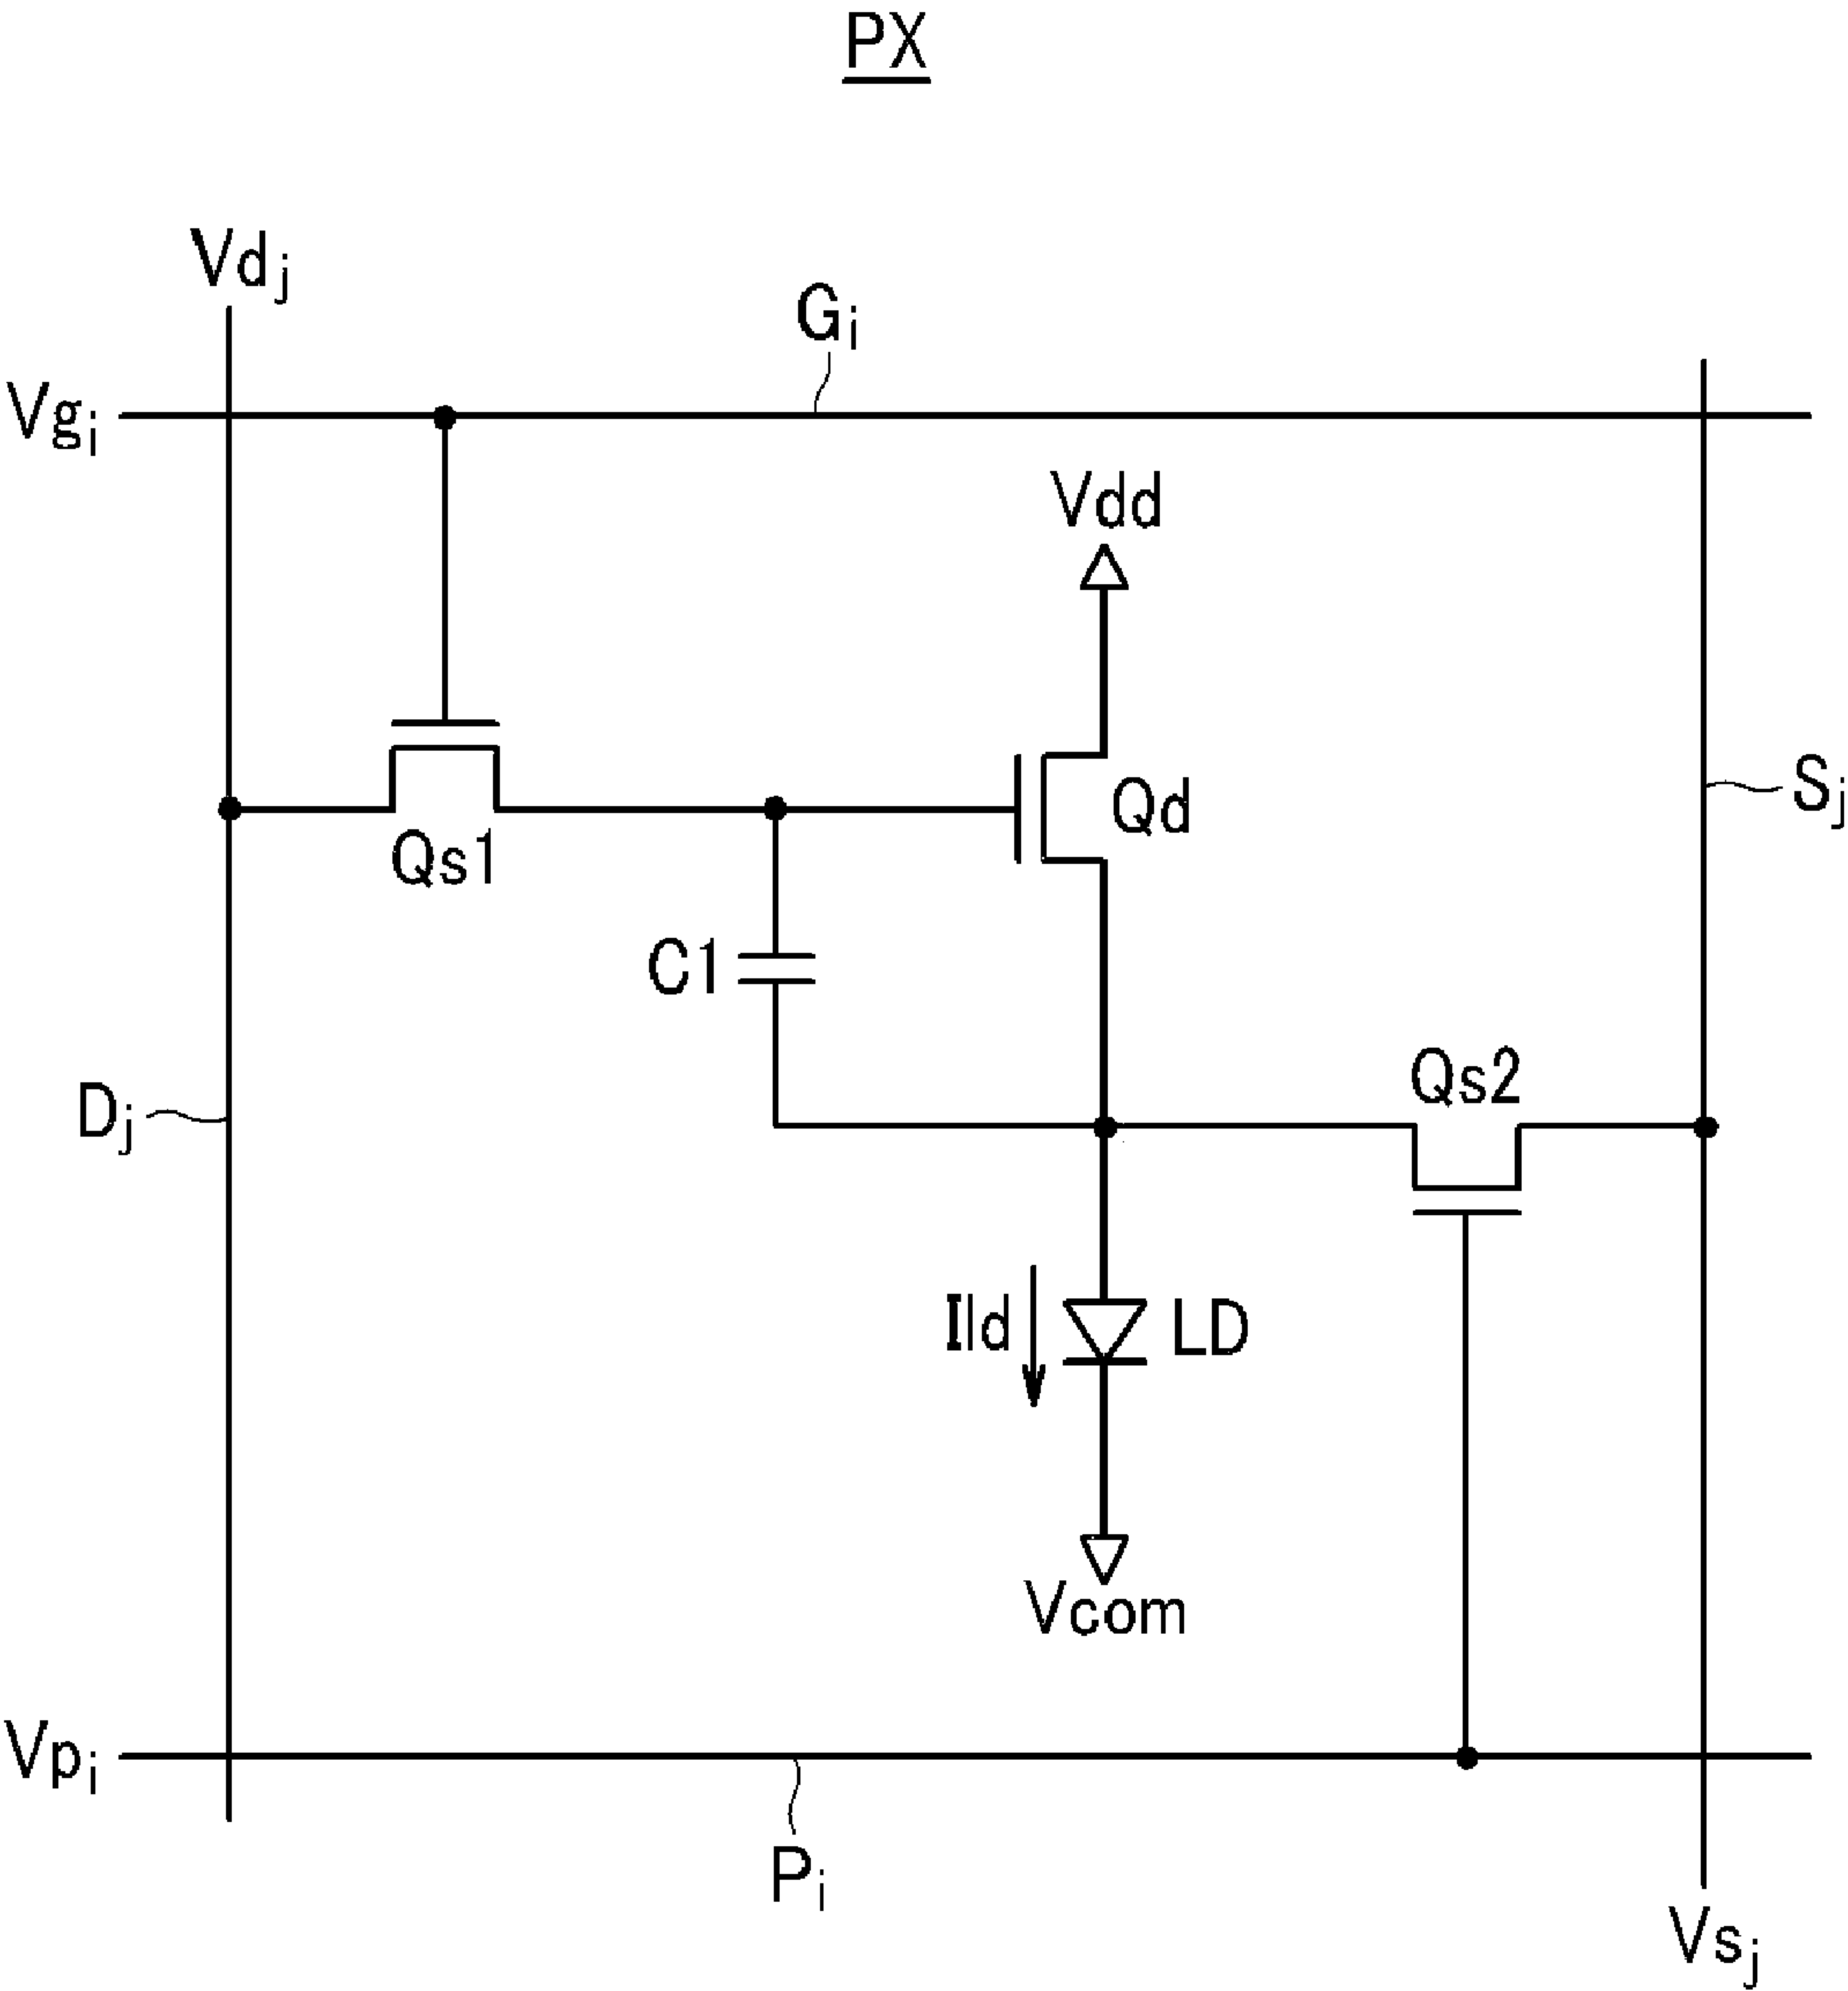 PX
Vdj
Gi
Vgi
Vdd
Qd
Sj
Qs1
C1
Qs2
Dj
Ild
LD
Vcom
Vpi
Pi
Vsj